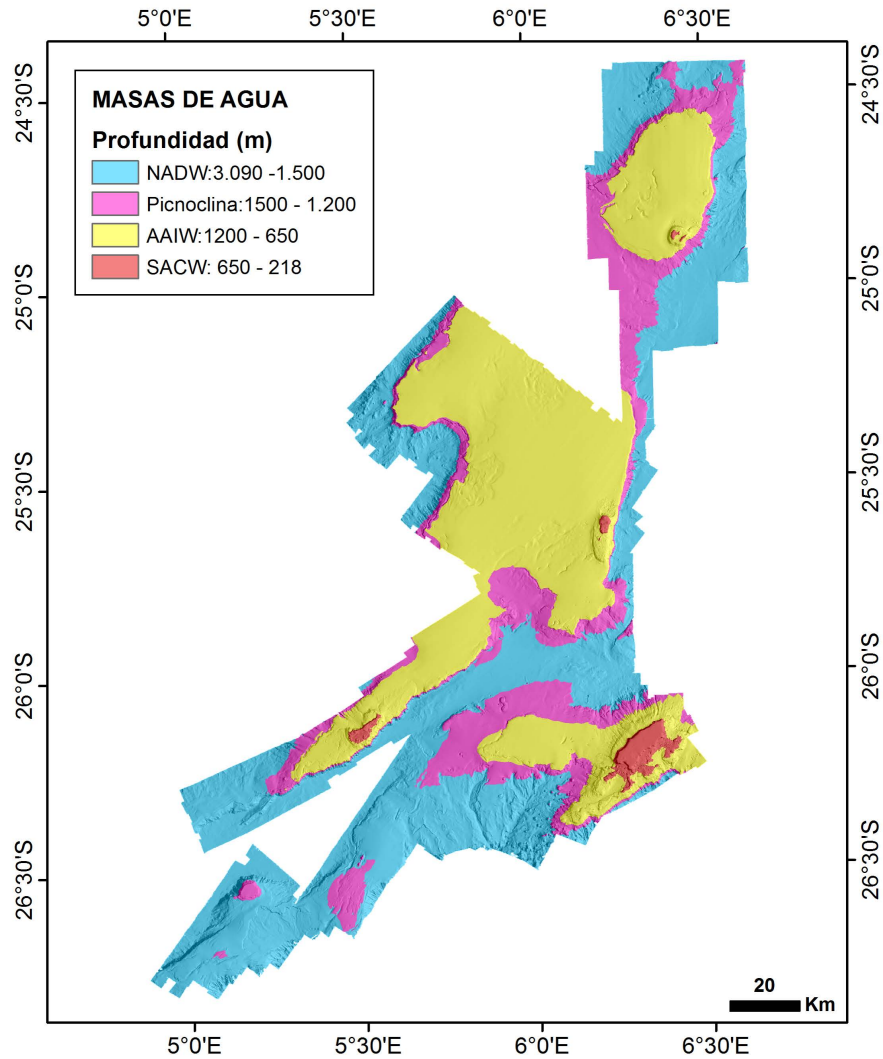 5°0'E 5°30'E 6°0'E 6°30'E
MASAS DE AGUA
Profundidad (m)
NADW:3.090 -1.500
Picnoclina:1500 - 1.200
AAIW:1200 - 650
SACW: 650 - 218
24°30'S
25°0'S
25°30'S
26°0'S
26°30'S
24°30'S
25°0'S
25°30'S
26°0'S
26°30'S
20
Km
5°0'E 5°30'E 6°0'E 6°30'E